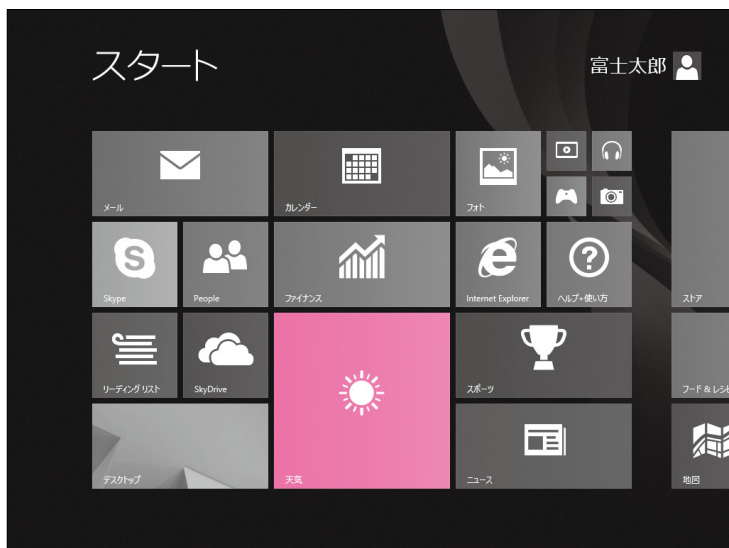 スタート
富士太郎
メール
カレンダー
フォト
Skype
People
ファイナンス
Internet Explorer
ヘルプ+使い方
ストア
リーディング リスト
SkyDrive
スポーツ
フード & レシピ
デスクトップ
天気
ニュース
地図